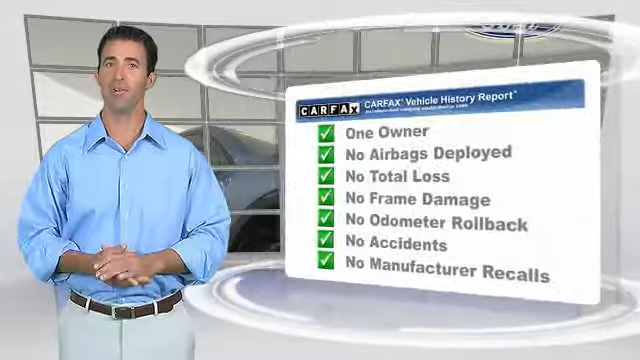 CARFAX
CARFAX Vehicle History Report™
One Owner
No Airbags Deployed
No Total Loss
No Frame Damage
No Odometer Rollback
No Accidents
No Manufacturer Recalls